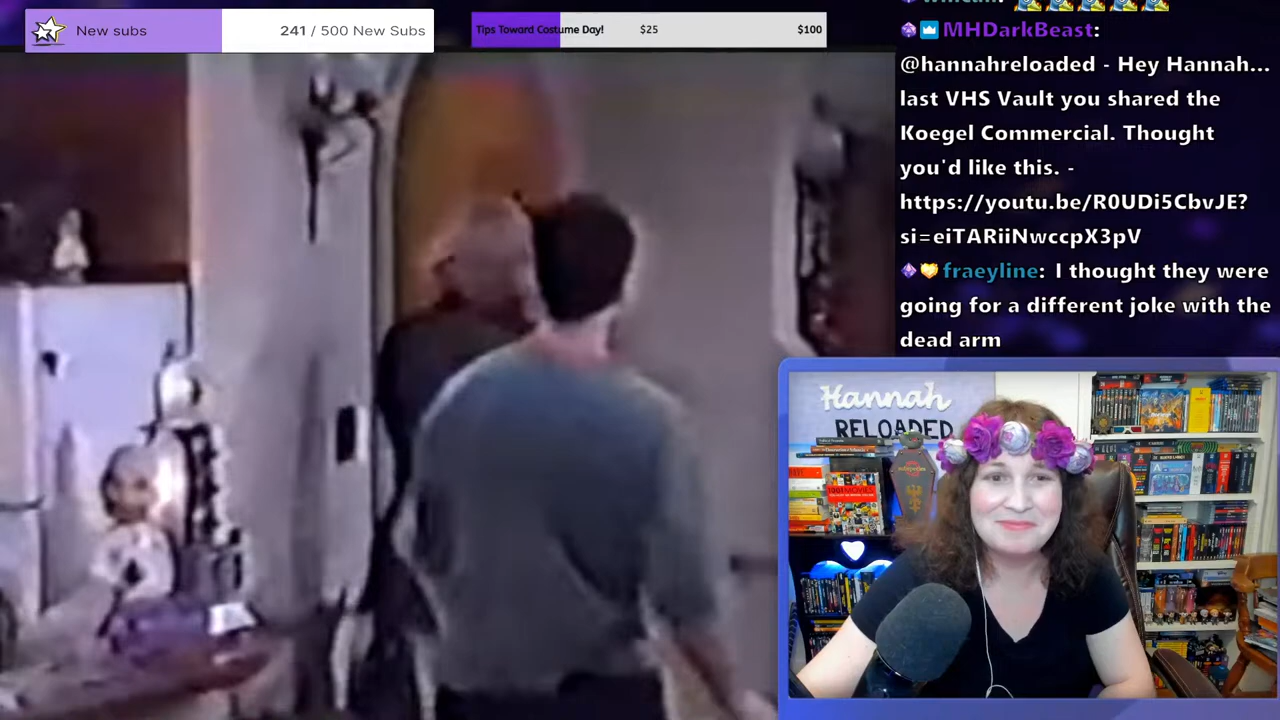 New subs
241 / 500 New Subs
Tips Toward Costume Day!
$25
$100
MHDarkBeast:
@hannahreloaded - Hey Hannah...
last VHS Vault you shared the
Koegel Commercial. Thought
you'd like this. -
https://youtu.be/R0UDi5CbvJE?
si=eiTARiiNwccpX3pV
fraeyline: I thought they were
going for a different joke with the
dead arm
Hannah
RELOADED